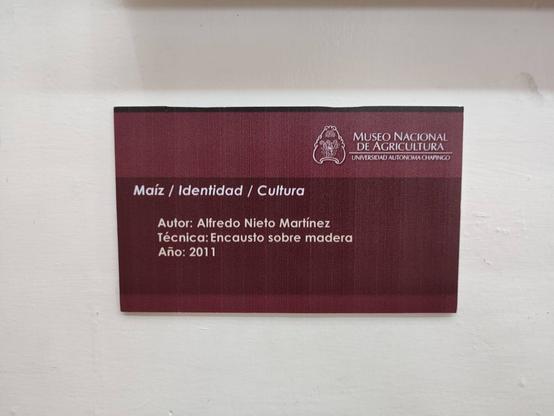 MUSEO NACIONAL
DE AGRICULTURA
UNIVERSIDAD AUTONOMA CHAPINGO
Maíz / Identidad / Cultura
Autor: Alfredo Nieto Martínez
Técnica: Encausto sobre madera
Año: 2011